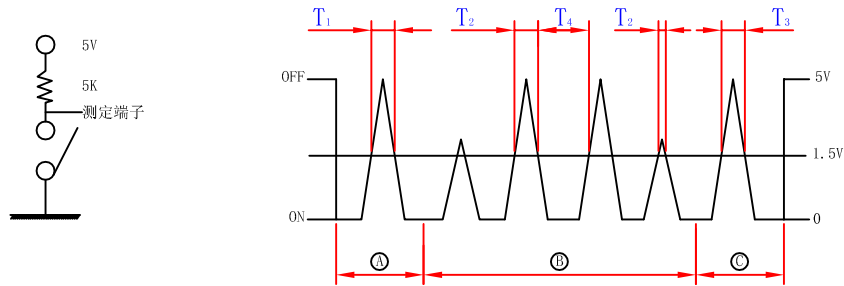 5V
5K
测定端子
T1 T2 T4 T2 T3
OFF 5V
1.5V
ON 0
A B C